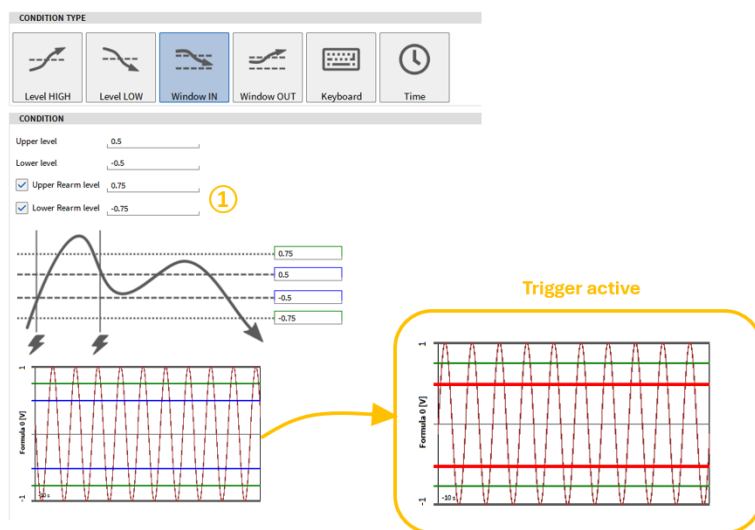 CONDITION TYPE
Level HIGH
Level LOW
Window IN
Window OUT
Keyboard
Time
CONDITION
Upper level 0.5
Lower level -0.5
Upper Rearm level 0.75
Lower Rearm level -0.75
①
0.75
0.5
-0.5
-0.75
Trigger active
1
Formula 0 [V]
-1
-10 s
1
Formula 0 [V]
-1
-10 s